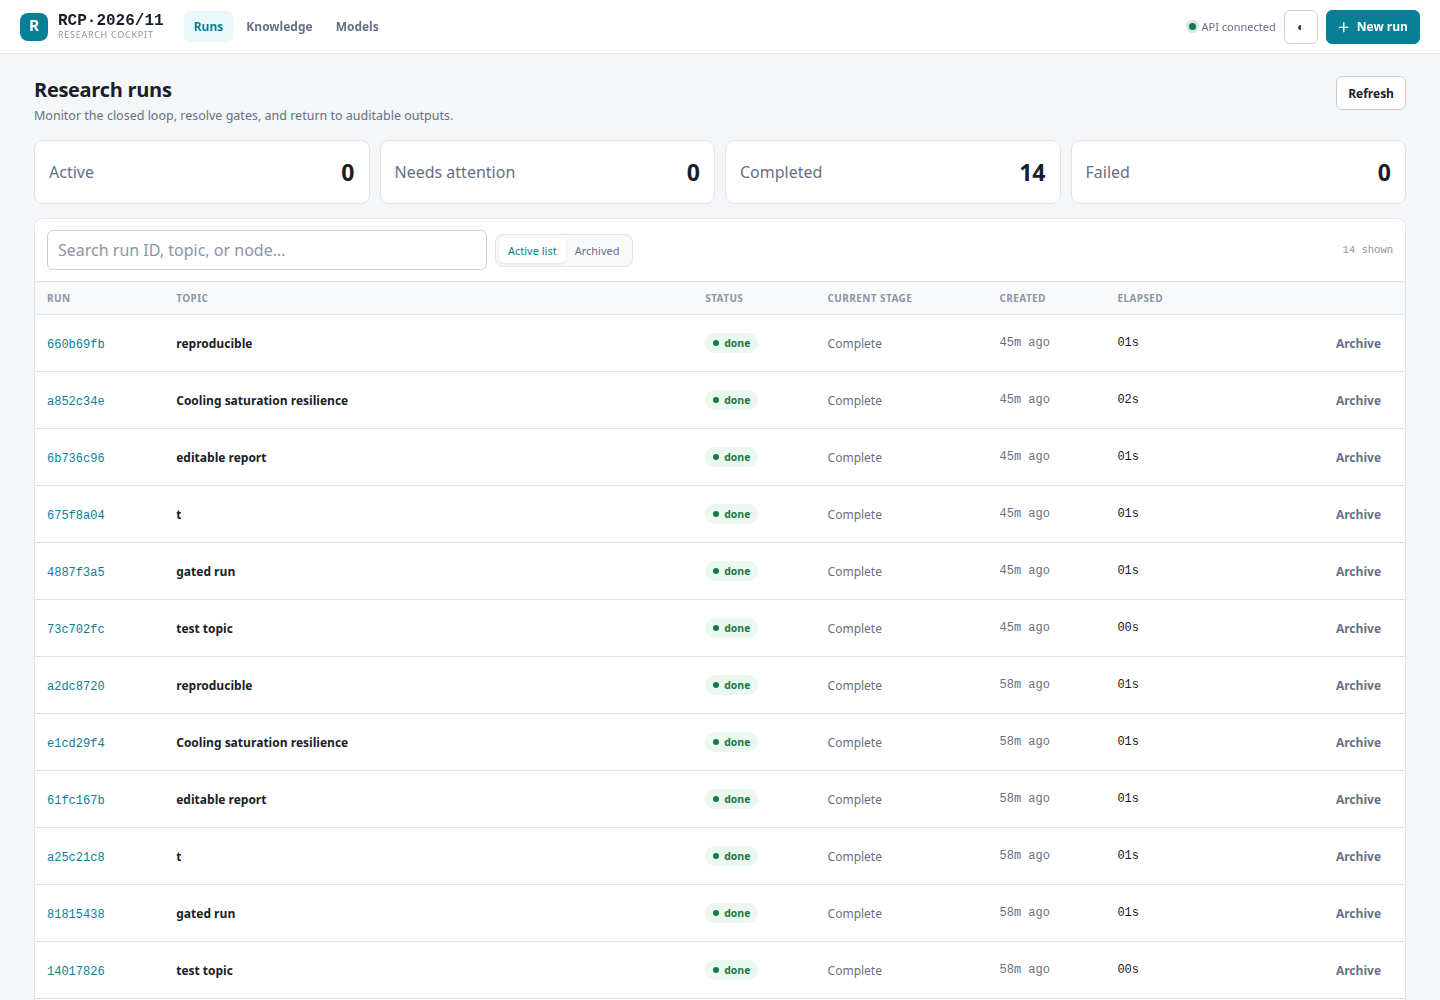 R
RCP·2026/11
RESEARCH COCKPIT
Runs Knowledge Models
API connected
+ New run
Research runs
Monitor the closed loop, resolve gates, and return to auditable outputs.
Refresh
Active 0
Needs attention 0
Completed 14
Failed 0
Search run ID, topic, or node...
Active list Archived
14 shown
RUN TOPIC STATUS CURRENT STAGE CREATED ELAPSED
660b69fb reproducible done Complete 45m ago 01s Archive
a852c34e Cooling saturation resilience done Complete 45m ago 02s Archive
6b736c96 editable report done Complete 45m ago 01s Archive
675f8a04 t done Complete 45m ago 01s Archive
4887f3a5 gated run done Complete 45m ago 01s Archive
73c702fc test topic done Complete 45m ago 00s Archive
a2dc8720 reproducible done Complete 58m ago 01s Archive
e1cd29f4 Cooling saturation resilience done Complete 58m ago 01s Archive
61fc167b editable report done Complete 58m ago 01s Archive
a25c21c8 t done Complete 58m ago 01s Archive
81815438 gated run done Complete 58m ago 01s Archive
14017826 test topic done Complete 58m ago 00s Archive